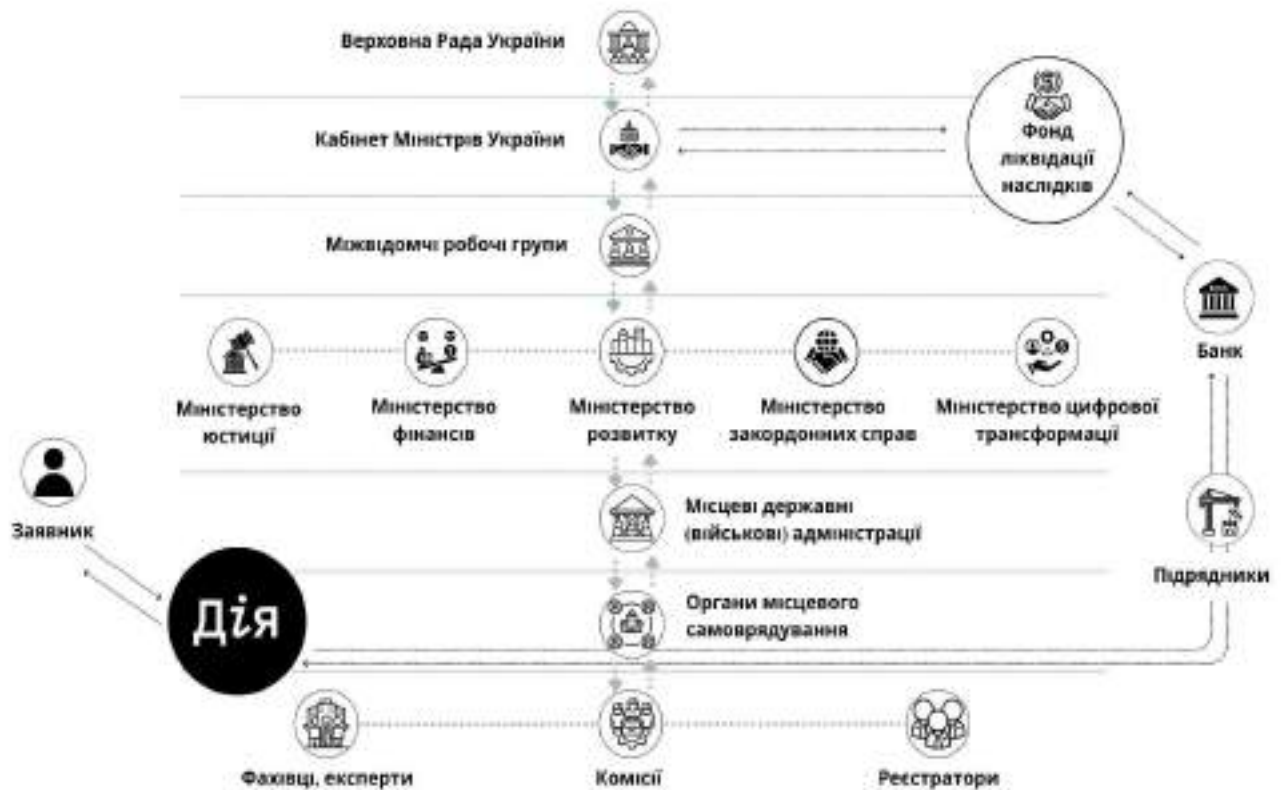 Верховна Рада України
Кабінет Міністрів України
Фонд
ліквідації
наслідків
Міжвідомчі робочі групи
Банк
Міністерство
юстиції
Міністерство
фінансів
Міністерство
розвитку
Міністерство
закордонних справ
Міністерство цифрової
трансформації
Заявник
Місцеві державні
(військові) адміністрації
Підрядники
Дія
Органи місцевого
самоврядування
Фахівці, експерти
Комісії
Реєстратори